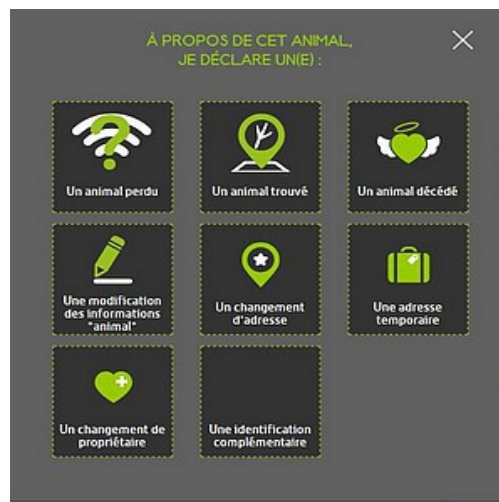 À PROPOS DE CET ANIMAL,
JE DÉCLARE UN(E) :
Un animal perdu
Un animal trouvé
Un animal décédé
Une modification
des informations
"animal"
Un changement
d'adresse
Une adresse
temporaire
Un changement de
propriétaire
Une identification
complémentaire